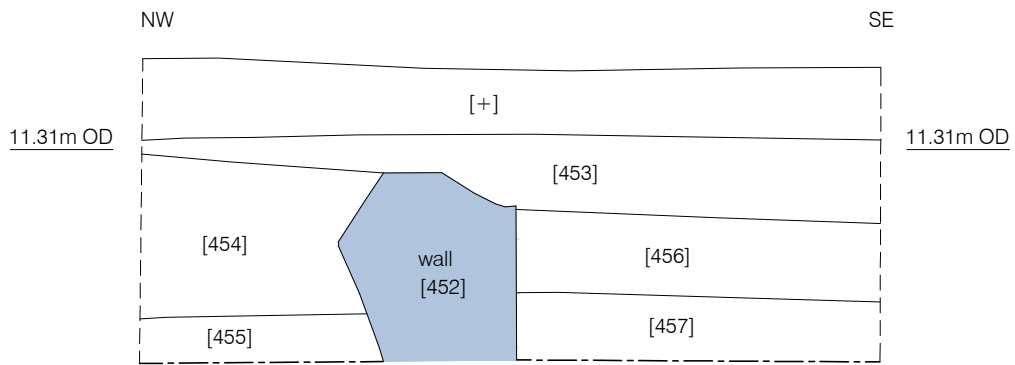 NW
SE
[+]
11.31m OD
11.31m OD
[453]
[454]
wall
[452]
[456]
[455]
[457]